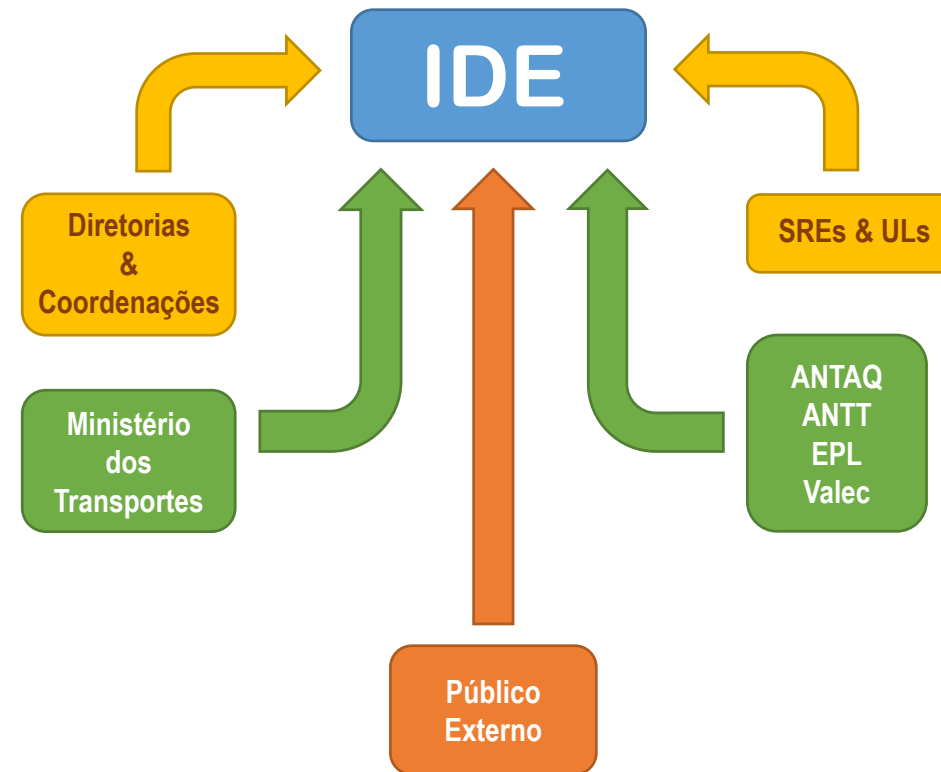 IDE
Diretorias
&
Coordenações
SREs & ULs
Ministério
dos
Transportes
ANTAQ
ANTT
EPL
Valec
Público
Externo